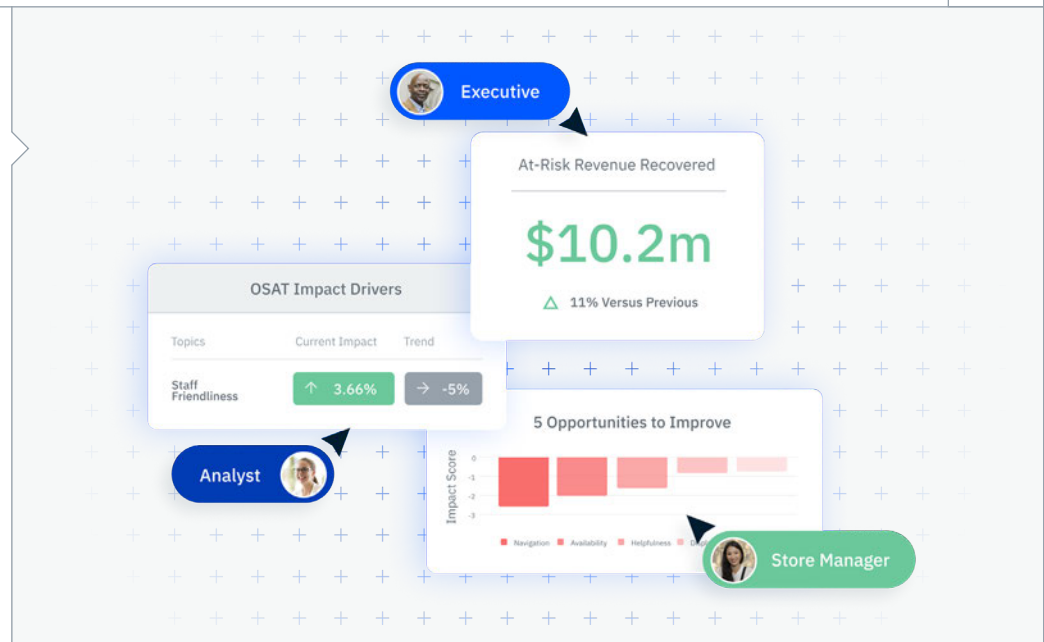 Executive
At-Risk Revenue Recovered
$10.2m
11% Versus Previous
OSAT Impact Drivers
Topics Current Impact Trend
Staff
Friendliness
↑ 3.66% → -5%
Analyst
5 Opportunities to Improve
Impact Score
0
-1
-2
-3
Navigation Availability Helpfulness
Store Manager